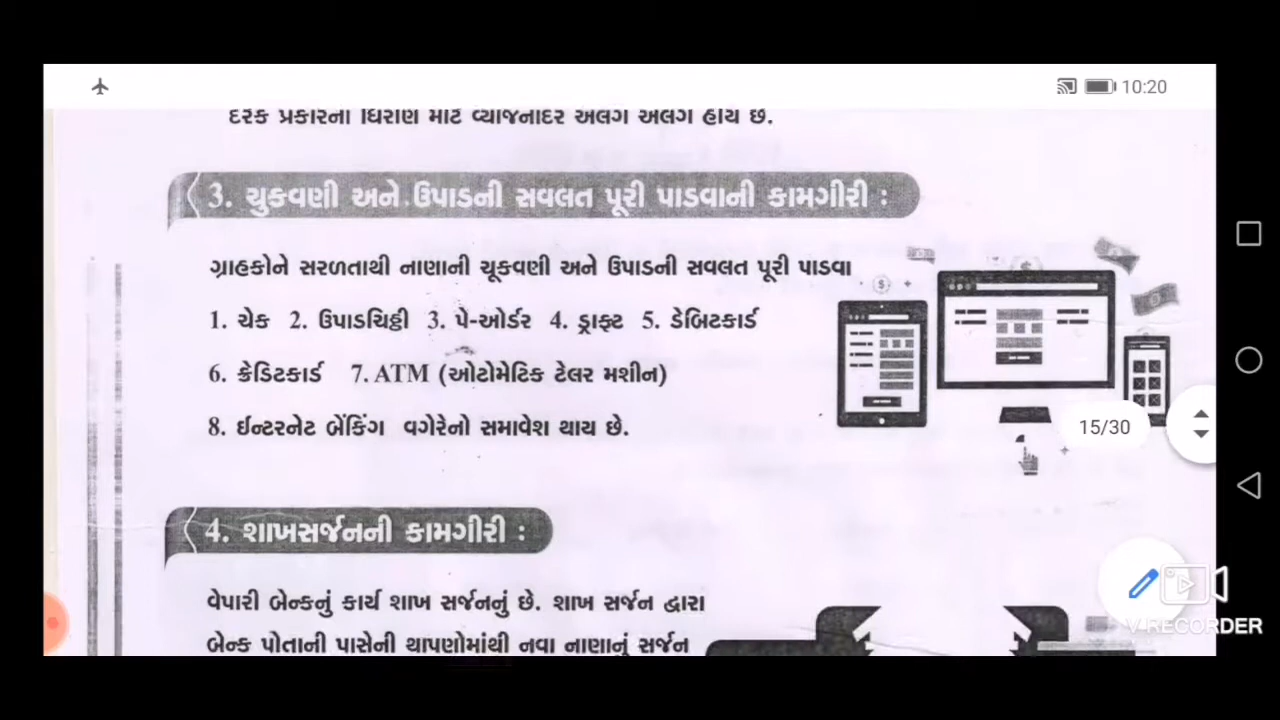 10:20
દરેક પ્રકારના ધિરાણ માટે વ્યાજનાદર અલગ અલગ હોય છે.
3. ચુકવણી અને ઉપાડની સવલત પૂરી પાડવાની કામગીરી :
ગ્રાહકોને સરળતાથી નાણાની ચૂકવણી અને ઉપાડની સવલત પૂરી પાડવા
1. ચેક 2. ઉપાડચિઠ્ઠી 3. પે-ઓર્ડર 4. ડ્રાફ્ટ 5. ડેબિટકાર્ડ
6. ક્રેડિટકાર્ડ 7. ATM (ઓટોમેટિક ટેલર મશીન)
8. ઈન્ટરનેટ બેંકિંગ વગેરેનો સમાવેશ થાય છે.
15/30
4. શાખસર્જનની કામગીરી :
વેપારી બેન્કનું કાર્ય શાખ સર્જનનું છે. શાખ સર્જન દ્વારા
બેન્ક પોતાની પાસેની થાપણોમાંથી નવા નાણાનું સર્જન
V RECORDER